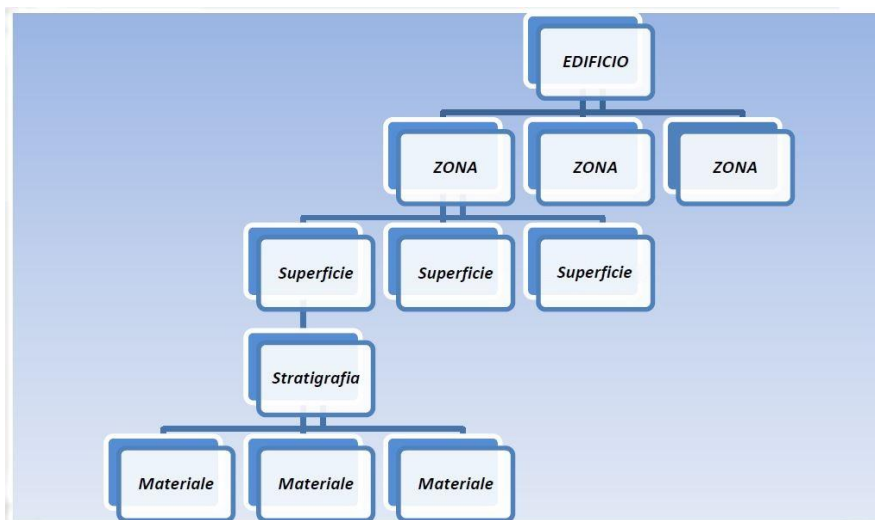 EDIFICIO
ZONA
ZONA
ZONA
Superficie
Superficie
Superficie
Stratigrafia
Materiale
Materiale
Materiale